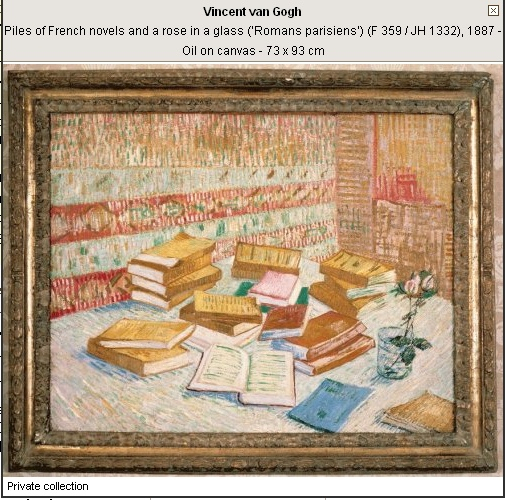 Vincent van Gogh
Piles of French novels and a rose in a glass ('Romans parisiens') (F 359 / JH 1332), 1887 -
Oil on canvas - 73 x 93 cm
Private collection